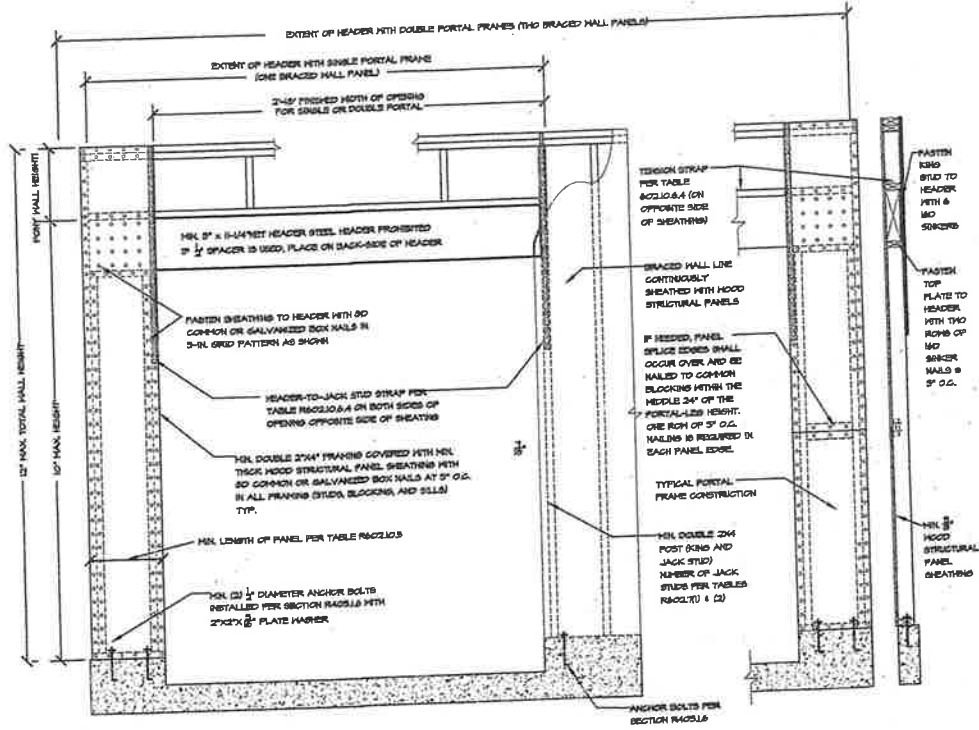 EXTENT OF HEADER WITH DOUBLE PORTAL FRAMES (TWO BRACED WALL PANELS)
EXTENT OF HEADER WITH SINGLE PORTAL FRAME
(ONE BRACED WALL PANEL)
2'-18' FINISHED WIDTH OF OPENING
FOR SINGLE OR DOUBLE PORTAL
PONY WALL HEIGHT
12' MAX. TOTAL WALL HEIGHT
10' MAX. HEIGHT
MIN. 3" x 11-1/4" NET HEADER STEEL HEADER PROHIBITED
IF 1/2" SPACER IS USED, PLACE ON BACK-SIDE OF HEADER
FASTEN SHEATHING TO HEADER WITH 8D
COMMON OR GALVANIZED BOX NAILS IN
3-IN. GRID PATTERN AS SHOWN
HEADER-TO-JACK STUD STRAP PER
TABLE R602.10.6.4 ON BOTH SIDES OF
OPENING OPPOSITE SIDE OF SHEATING
MIN. DOUBLE 2"X4" FRAMING COVERED WITH MIN.
THICK WOOD STRUCTURAL PANEL SHEATHING WITH
8D COMMON OR GALVANIZED BOX NAILS AT 3" O.C.
IN ALL FRAMING (STUDS, BLOCKING, AND SILLS)
TYP.
MIN. LENGTH OF PANEL PER TABLE R602.10.5
MIN. (2) 1/2" DIAMETER ANCHOR BOLTS
INSTALLED PER SECTION R403.1.6 WITH
2"X2"X PLATE WASHER
TENSION STRAP
PER TABLE
602.10.6.4 (ON
OPPOSITE SIDE
OF SHEATHING)
BRACED WALL LINE
CONTINUOUSLY
SHEATHED WITH WOOD
STRUCTURAL PANELS
IF NEEDED, PANEL
SPLICE EDGES SHALL
OCCUR OVER AND BE
NAILED TO COMMON
BLOCKING WITHIN THE
MIDDLE 24" OF THE
PORTAL-LEG HEIGHT.
ONE ROW OF 3" O.C.
NAILING IS REQUIRED IN
EACH PANEL EDGE.
TYPICAL PORTAL
FRAME CONSTRUCTION
MIN. DOUBLE 2X4
POST (KING AND
JACK STUD)
NUMBER OF JACK
STUDS PER TABLES
R602.7(1) & (2)
ANCHOR BOLTS PER
SECTION R403.1.6
FASTEN
KING
STUD TO
HEADER
WITH 6
16D
SINKERS
FASTEN
TOP
PLATE TO
HEADER
WITH TWO
ROWS OF
16D
SINKER
NAILS @
3" O.C.
MIN.
WOOD
STRUCTURAL
PANEL
SHEATHING